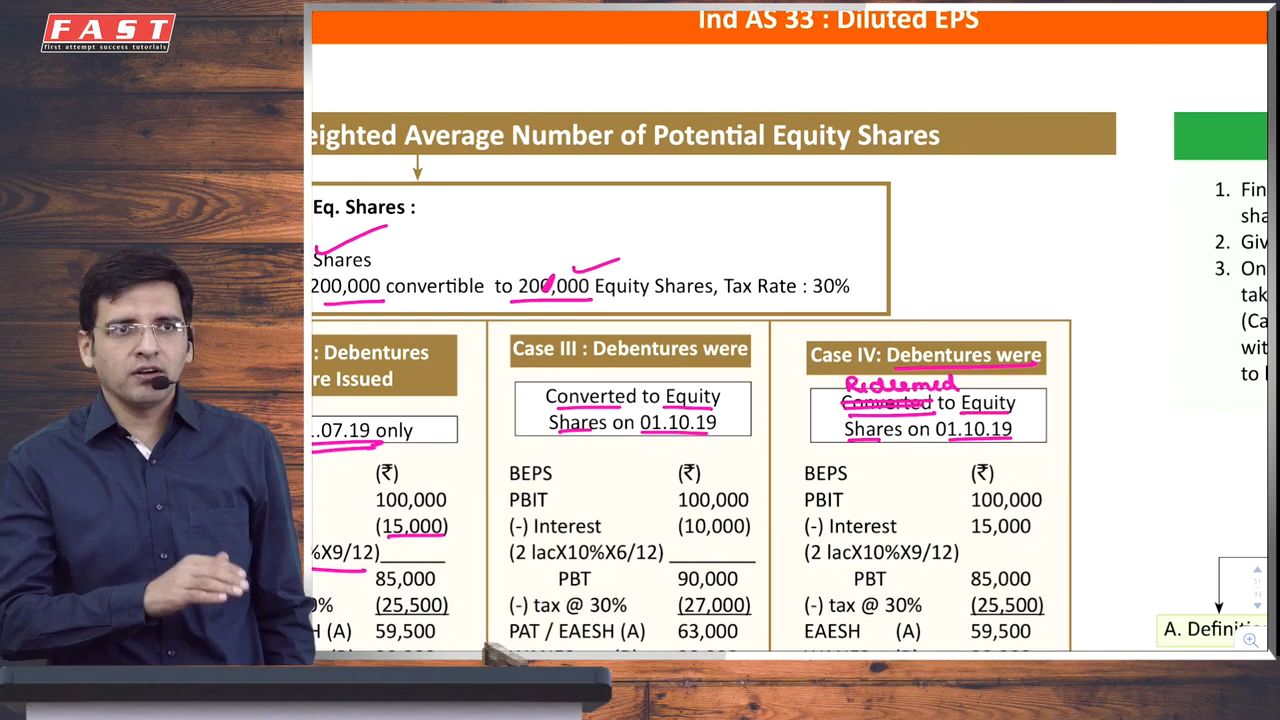 FAST
first attempt success tutorials
Ind AS 33 : Diluted EPS
eighted Average Number of Potential Equity Shares
Eq. Shares :
Shares
200,000 convertible to 200,000 Equity Shares, Tax Rate : 30%
: Debentures
re Issued
1.07.19 only
(₹)
100,000
(15,000)
%X9/12)
85,000
0% (25,500)
H (A) 59,500
Case III : Debentures were
Converted to Equity
Shares on 01.10.19
BEPS (₹)
PBIT 100,000
(-) Interest (10,000)
(2 lacX10%X6/12)
PBT 90,000
(-) tax @ 30% (27,000)
PAT / EAESH (A) 63,000
Case IV: Debentures were
Redeemed
Converted to Equity
Shares on 01.10.19
BEPS (₹)
PBIT 100,000
(-) Interest 15,000
(2 lacX10%X9/12)
PBT 85,000
(-) tax @ 30% (25,500)
EAESH (A) 59,500
1. Fin
sha
2. Giv
3. On
tak
(Ca
wit
to
A. Definiti